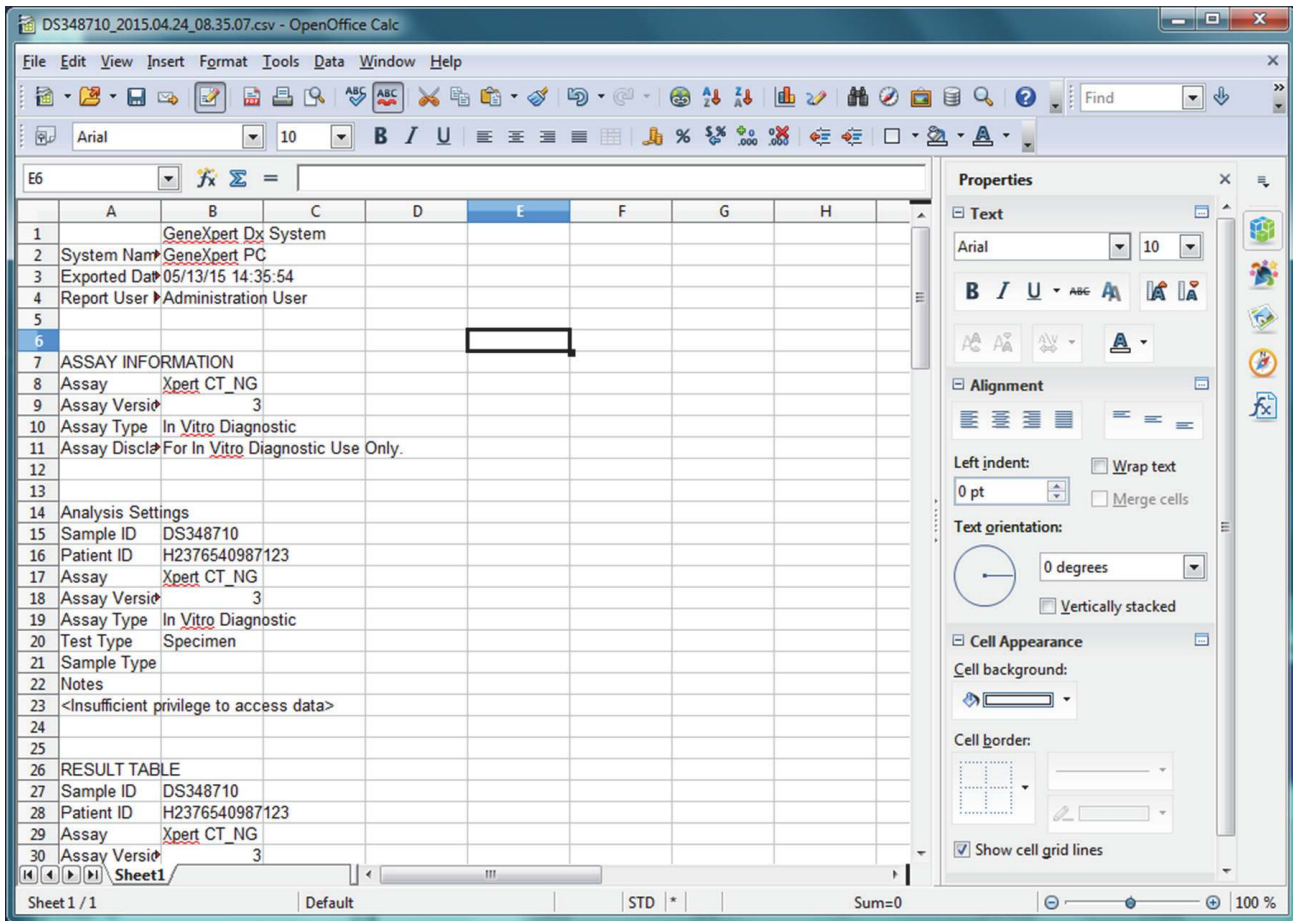 DS348710_2015.04.24_08.35.07.csv - OpenOffice Calc
File Edit View Insert Format Tools Data Window Help
Find
Arial 10
E6
A B C D E F G H
1 GeneXpert Dx System
2 System Nam GeneXpert PC
3 Exported Dat 05/13/15 14:35:54
4 Report User Administration User
5
6
7 ASSAY INFORMATION
8 Assay Xpert CT_NG
9 Assay Versio 3
10 Assay Type In Vitro Diagnostic
11 Assay Discla For In Vitro Diagnostic Use Only.
12
13
14 Analysis Settings
15 Sample ID DS348710
16 Patient ID H2376540987123
17 Assay Xpert CT_NG
18 Assay Versio 3
19 Assay Type In Vitro Diagnostic
20 Test Type Specimen
21 Sample Type
22 Notes
23 <Insufficient privilege to access data>
24
25
26 RESULT TABLE
27 Sample ID DS348710
28 Patient ID H2376540987123
29 Assay Xpert CT_NG
30 Assay Versio 3
Sheet1
Sheet 1 / 1 Default STD * Sum=0 100 %
Properties
Text
Arial 10
B I U ABC
Alignment
Left indent:
Wrap text
0 pt
Merge cells
Text orientation:
0 degrees
Vertically stacked
Cell Appearance
Cell background:
Cell border:
Show cell grid lines